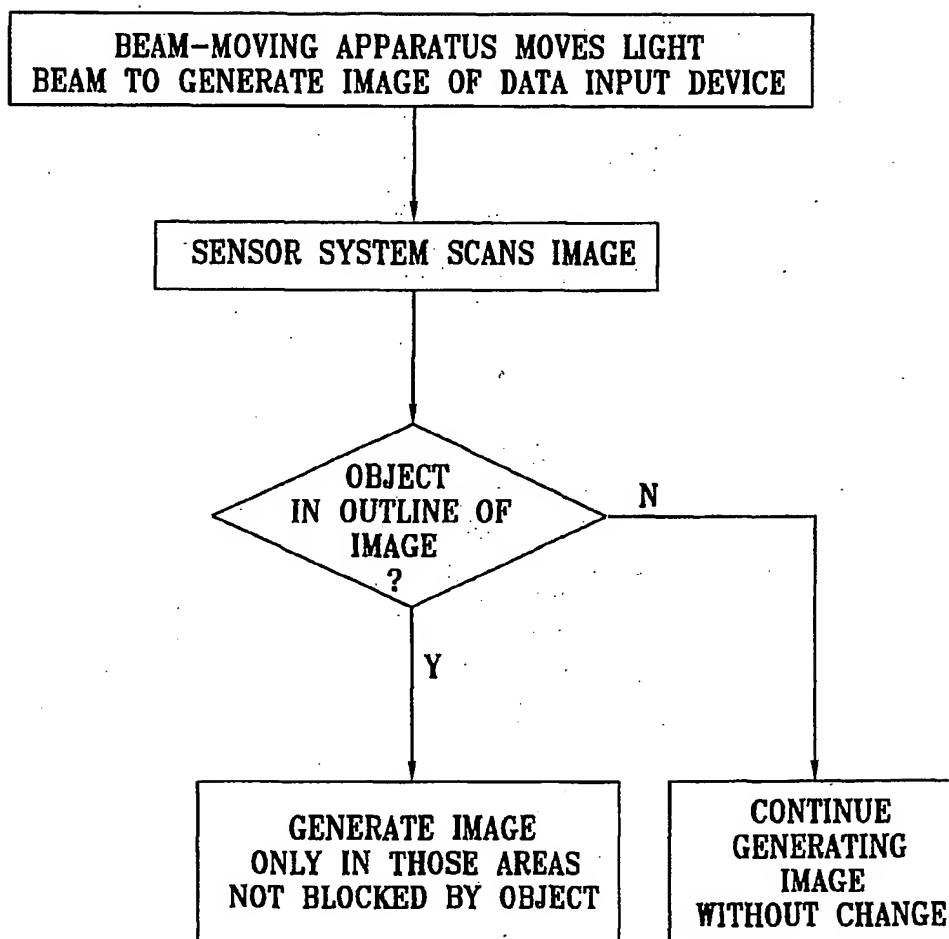 BEAM-MOVING APPARATUS MOVES LIGHT
BEAM TO GENERATE IMAGE OF DATA INPUT DEVICE
SENSOR SYSTEM SCANS IMAGE
OBJECT
IN OUTLINE OF
IMAGE
?
N
Y
GENERATE IMAGE
ONLY IN THOSE AREAS
NOT BLOCKED BY OBJECT
CONTINUE
GENERATING
IMAGE
WITHOUT CHANGE